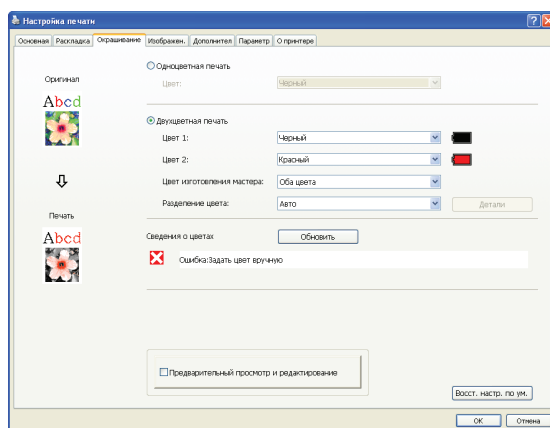 Настройка печати
Основная Раскладка Окрашивание Изображен. Дополнител Параметр О принтере
Одноцветная печать
Оригинал
Цвет: Черный
Abcd
Двухцветная печать
Цвет 1: Черный
Цвет 2: Красный
Цвет изготовления мастера: Оба цвета
Разделение цвета: Авто Детали
Печать
Abcd
Сведения о цветах Обновить
Ошибка:Задать цвет вручную
Предварительный просмотр и редактирование
Восст. настр. по ум.
OK Отмена